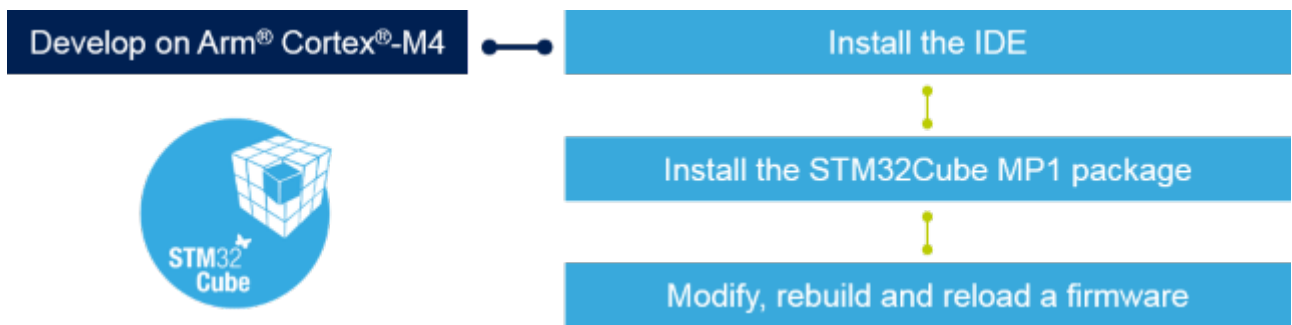 Develop on Arm® Cortex®-M4
Install the IDE
Install the STM32Cube MP1 package
STM32
Cube
Modify, rebuild and reload a firmware